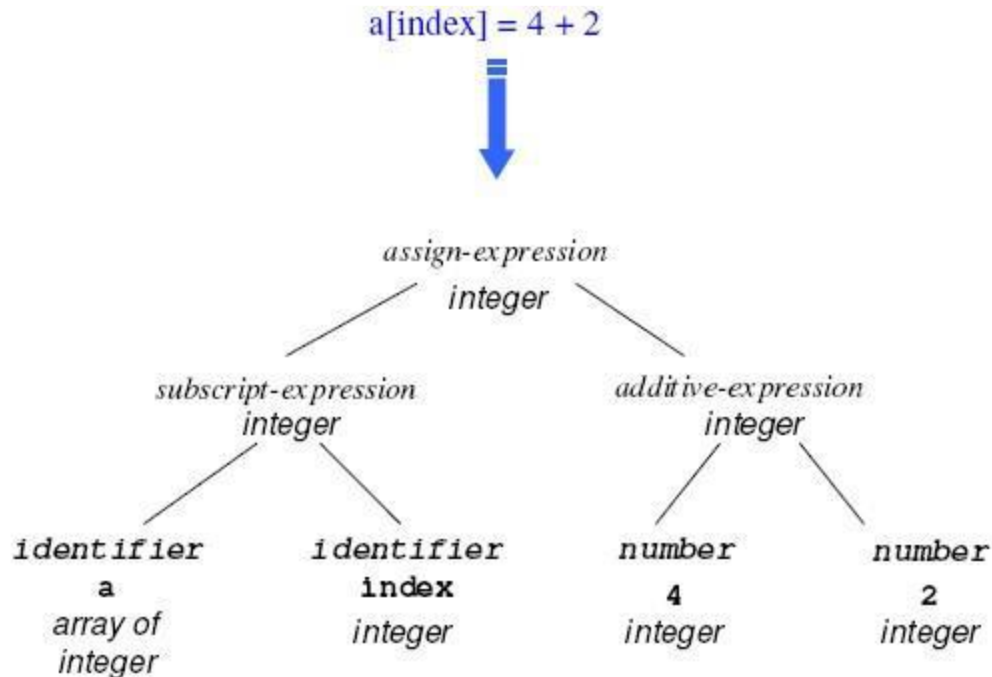 a[index] = 4 + 2
assign-expression
integer
subscript-expression
integer
additive-expression
integer
identifier
a
array of
integer
identifier
index
integer
number
4
integer
number
2
integer